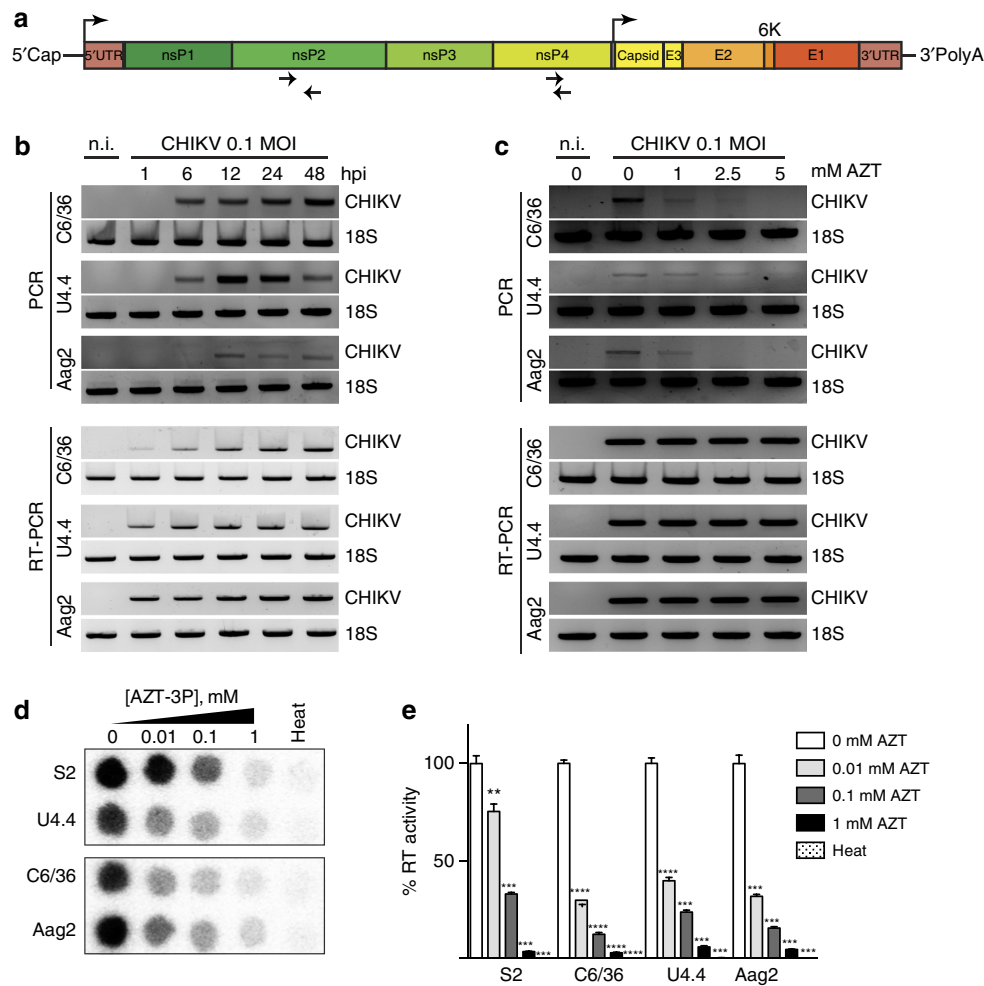 a
6K
5′Cap 5′UTR nsP1 nsP2 nsP3 nsP4 Capsid E3 E2 E1 3′UTR 3′PolyA
b
n.i. CHIKV 0.1 MOI
1 6 12 24 48 hpi
PCR
C6/36
CHIKV
18S
U4.4
CHIKV
18S
Aag2
CHIKV
18S
RT-PCR
C6/36
CHIKV
18S
U4.4
CHIKV
18S
Aag2
CHIKV
18S
c
n.i. CHIKV 0.1 MOI
0 0 1 2.5 5 mM AZT
PCR
C6/36
CHIKV
18S
U4.4
CHIKV
18S
Aag2
CHIKV
18S
RT-PCR
C6/36
CHIKV
18S
U4.4
CHIKV
18S
Aag2
CHIKV
18S
d
[AZT-3P], mM
0 0.01 0.1 1 Heat
S2
U4.4
C6/36
Aag2
e
% RT activity
100
50
** *** *** ***
**** **** **** ****
**** *** *** ***
*** *** *** ***
S2 C6/36 U4.4 Aag2
0 mM AZT
0.01 mM AZT
0.1 mM AZT
1 mM AZT
Heat